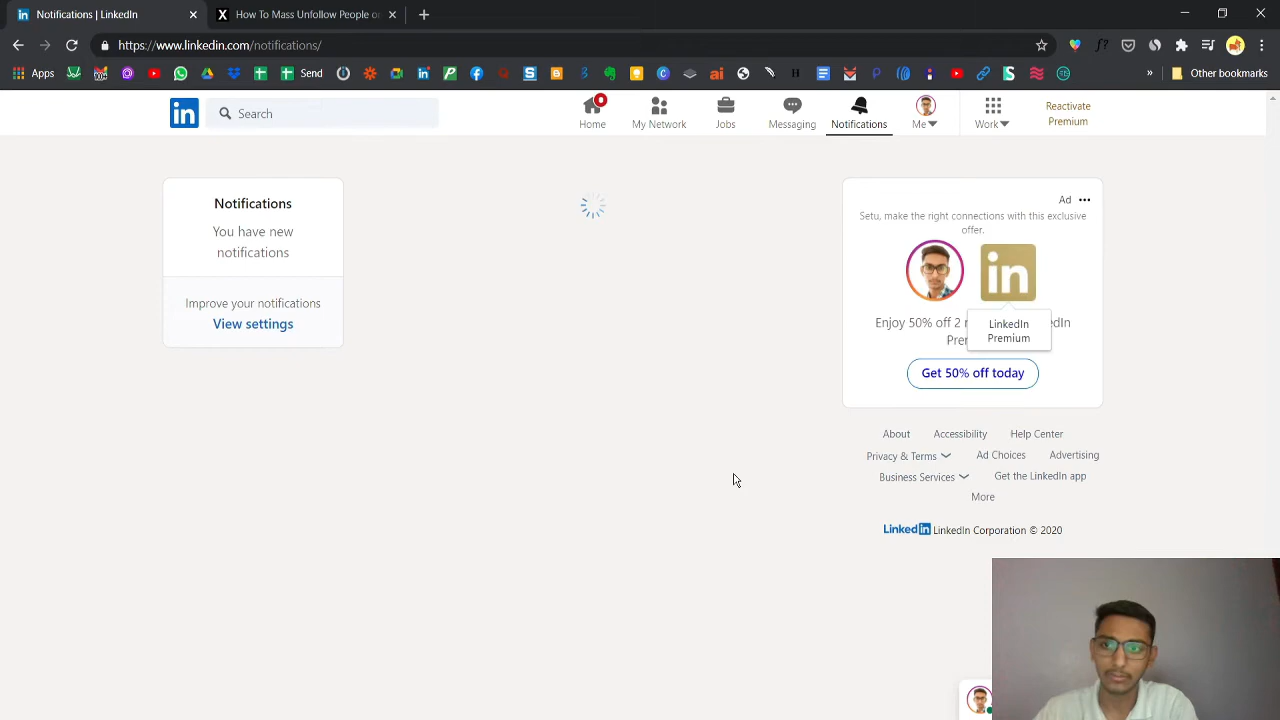 Notifications | LinkedIn
How To Mass Unfollow People on
https://www.linkedin.com/notifications/
Apps
Send
Other bookmarks
Search
Home
My Network
Jobs
Messaging
Notifications
Me
Work
Reactivate
Premium
Notifications
You have new
notifications
Improve your notifications
View settings
Ad
Setu, make the right connections with this exclusive
offer.
Enjoy 50% off 2
LinkedIn
Premium
Get 50% off today
About Accessibility Help Center
Privacy & Terms Ad Choices Advertising
Business Services Get the LinkedIn app
More
LinkedIn LinkedIn Corporation © 2020